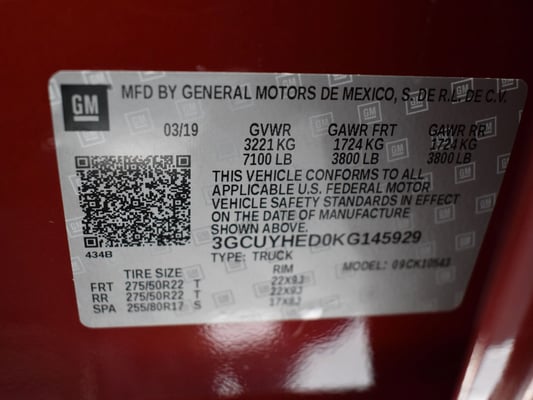 GM MFD BY GENERAL MOTORS DE MEXICO, S. DE R.L. DE C.V.
03/19 GVWR GAWR FRT GAWR RR
3221 KG 1724 KG 1724 KG
7100 LB 3800 LB 3800 LB
THIS VEHICLE CONFORMS TO ALL
APPLICABLE U.S. FEDERAL MOTOR
VEHICLE SAFETY STANDARDS IN EFFECT
ON THE DATE OF MANUFACTURE
SHOWN ABOVE.
3GCUYHED0KG145929
434B TYPE: TRUCK MODEL: 09CK10543
TIRE SIZE RIM
FRT 275/50R22 T 22X9J
RR 275/50R22 T 22X9J
SPA 255/80R17 S 17X8J